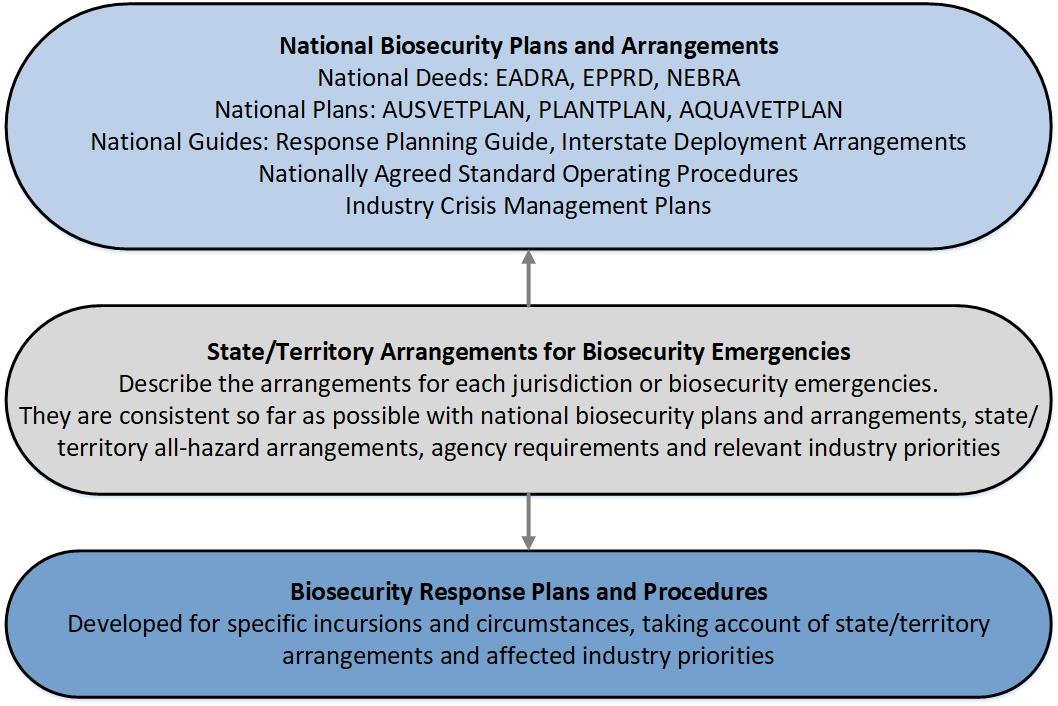 National Biosecurity Plans and Arrangements
National Deeds: EADRA, EPPRD, NEBRA
National Plans: AUSVETPLAN, PLANTPLAN, AQUAVETPLAN
National Guides: Response Planning Guide, Interstate Deployment Arrangements
Nationally Agreed Standard Operating Procedures
Industry Crisis Management Plans
State/Territory Arrangements for Biosecurity Emergencies
Describe the arrangements for each jurisdiction or biosecurity emergencies.
They are consistent so far as possible with national biosecurity plans and arrangements, state/
territory all-hazard arrangements, agency requirements and relevant industry priorities
Biosecurity Response Plans and Procedures
Developed for specific incursions and circumstances, taking account of state/territory
arrangements and affected industry priorities